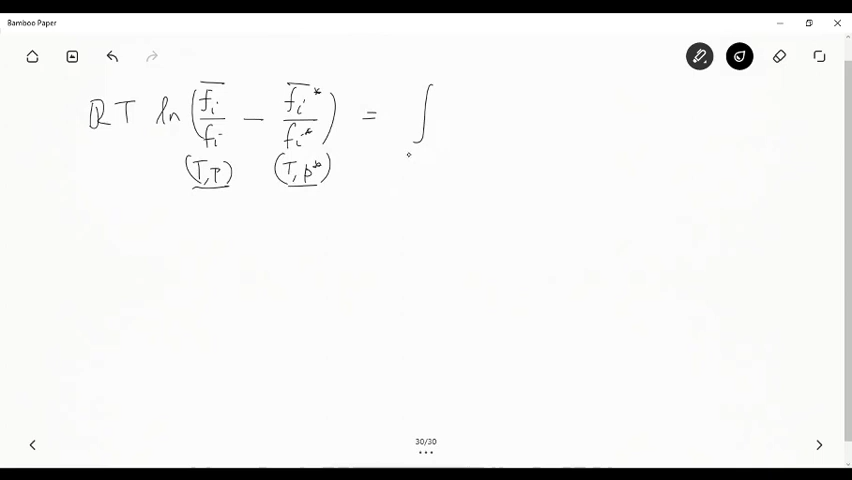 Bamboo Paper
RT ln(f̅ᵢ/fᵢ — f̅ᵢ*/fᵢ*) = ∫
(T,P) (T,P*)
30/30